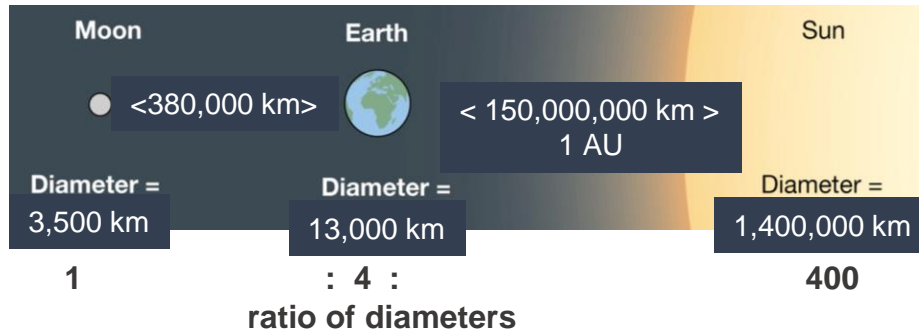 Moon Earth Sun
<380,000 km>
< 150,000,000 km >
1 AU
Diameter = Diameter = Diameter =
3,500 km 13,000 km 1,400,000 km
1 : 4 : 400
ratio of diameters